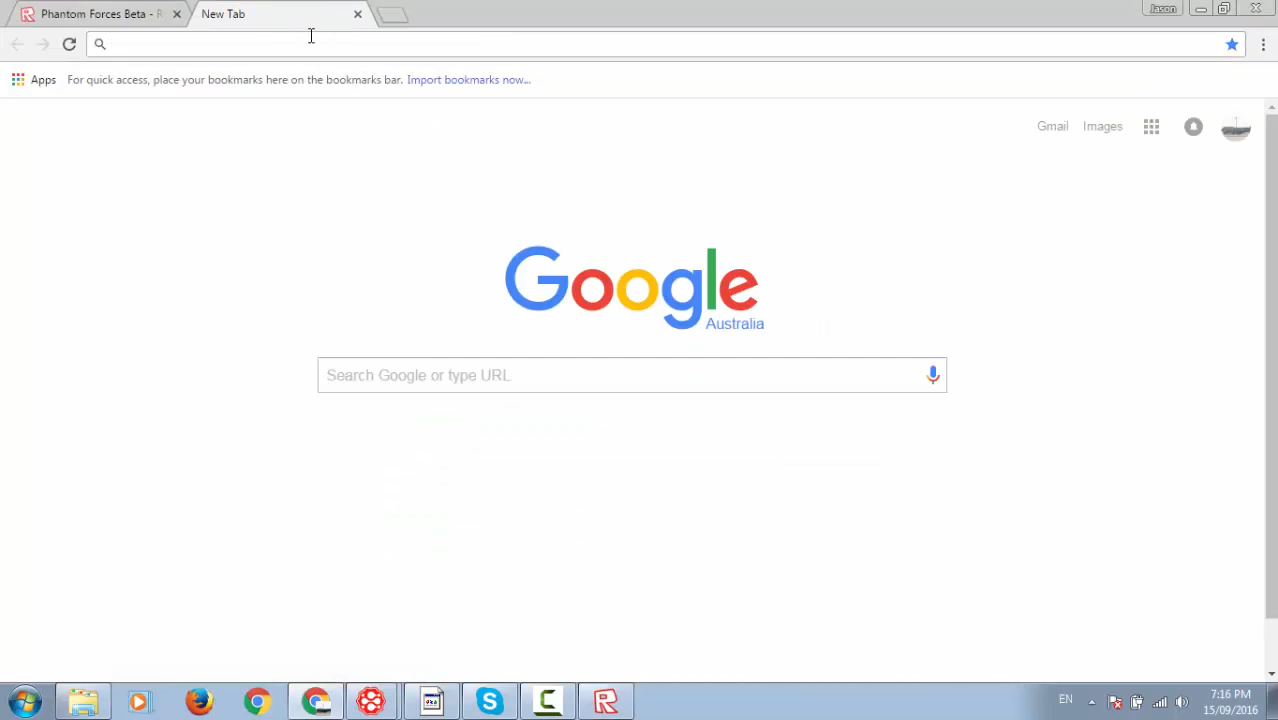 Phantom Forces Beta - R
New Tab
Jason
Apps
For quick access, place your bookmarks here on the bookmarks bar. Import bookmarks now...
Gmail
Images
Google
Australia
Search Google or type URL
EN
7:16 PM
15/09/2016